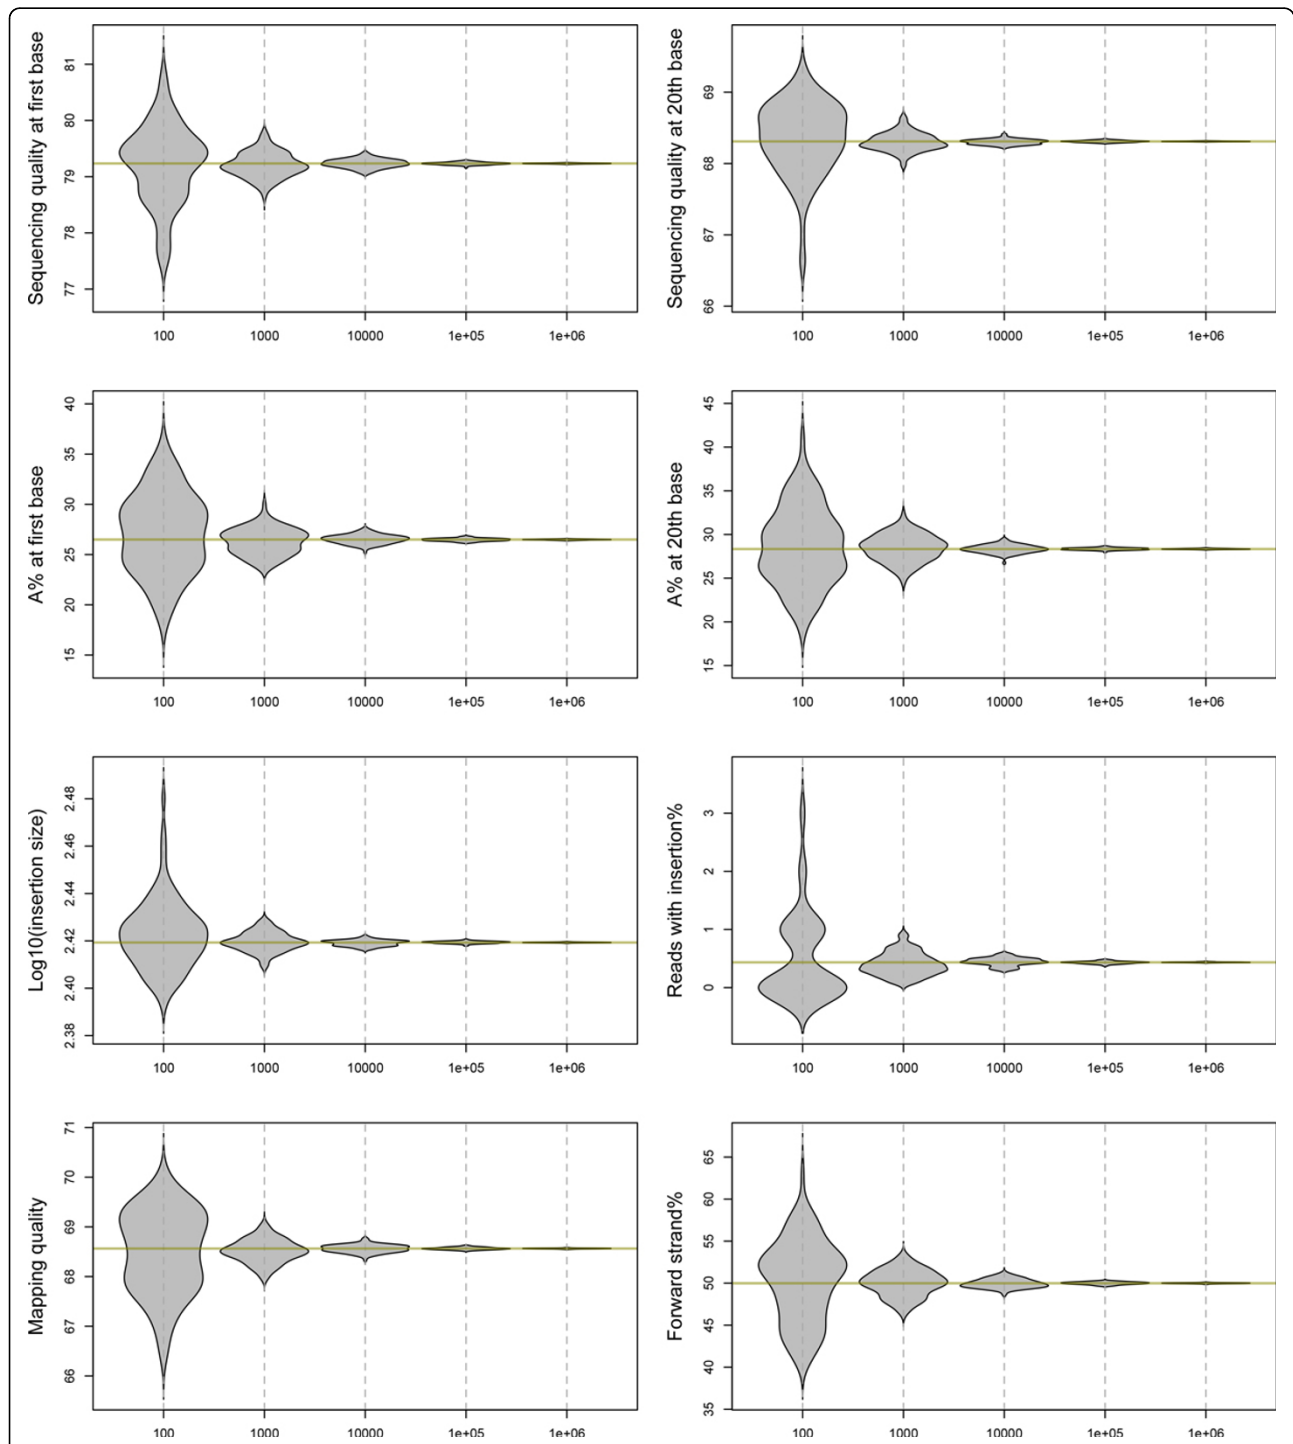 Sequencing quality at first base
81
80
79
78
77
100 1000 10000 1e+05 1e+06
Sequencing quality at 20th base
69
68
67
66
100 1000 10000 1e+05 1e+06
A% at first base
40
35
30
25
20
15
100 1000 10000 1e+05 1e+06
A% at 20th base
45
40
35
30
25
20
15
100 1000 10000 1e+05 1e+06
Log10(insertion size)
2.48
2.46
2.44
2.42
2.40
2.38
100 1000 10000 1e+05 1e+06
Reads with insertion%
3
2
1
0
100 1000 10000 1e+05 1e+06
Mapping quality
71
70
69
68
67
66
100 1000 10000 1e+05 1e+06
Forward strand%
65
60
55
50
45
40
35
100 1000 10000 1e+05 1e+06